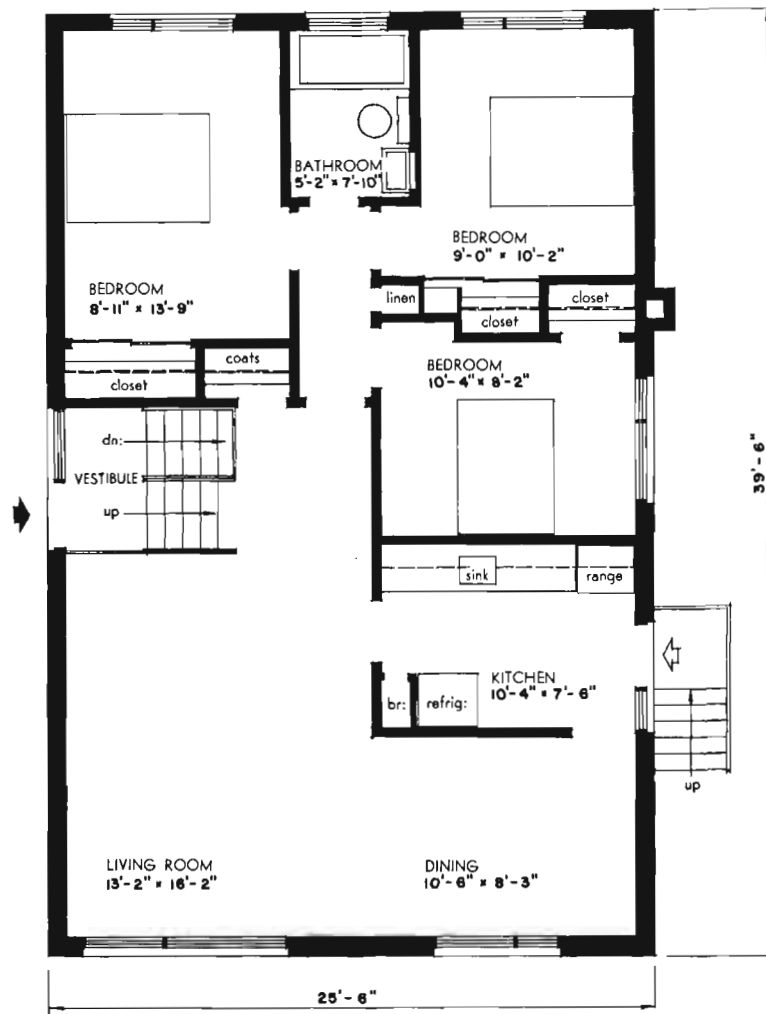 BATHROOM
5'-2" x 7'-10"
BEDROOM
9'-0" x 10'-2"
BEDROOM
8'-11" x 13'-9"
linen
closet
closet
coats
closet
BEDROOM
10'-4" x 8'-2"
dn:
VESTIBULE
up
39'-6"
sink
range
KITCHEN
10'-4" x 7'-6"
br:
refrig:
up
LIVING ROOM
13'-2" x 16'-2"
DINING
10'-6" x 8'-3"
25'-6"